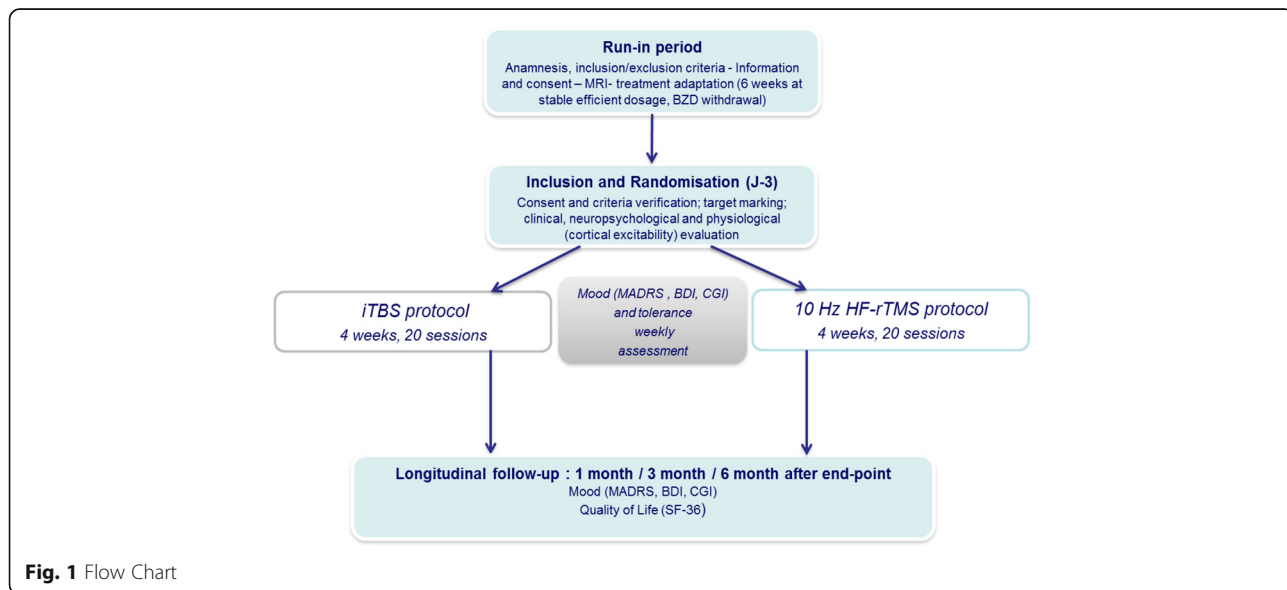 Run-in period
Anamnesis, inclusion/exclusion criteria - Information
and consent – MRI- treatment adaptation (6 weeks at
stable efficient dosage, BZD withdrawal)
Inclusion and Randomisation (J-3)
Consent and criteria verification; target marking;
clinical, neuropsychological and physiological
(cortical excitability) evaluation
iTBS protocol
4 weeks, 20 sessions
Mood (MADRS , BDI, CGI)
and tolerance
weekly
assessment
10 Hz HF-rTMS protocol
4 weeks, 20 sessions
Longitudinal follow-up : 1 month / 3 month / 6 month after end-point
Mood (MADRS, BDI, CGI)
Quality of Life (SF-36)
Fig. 1 Flow Chart